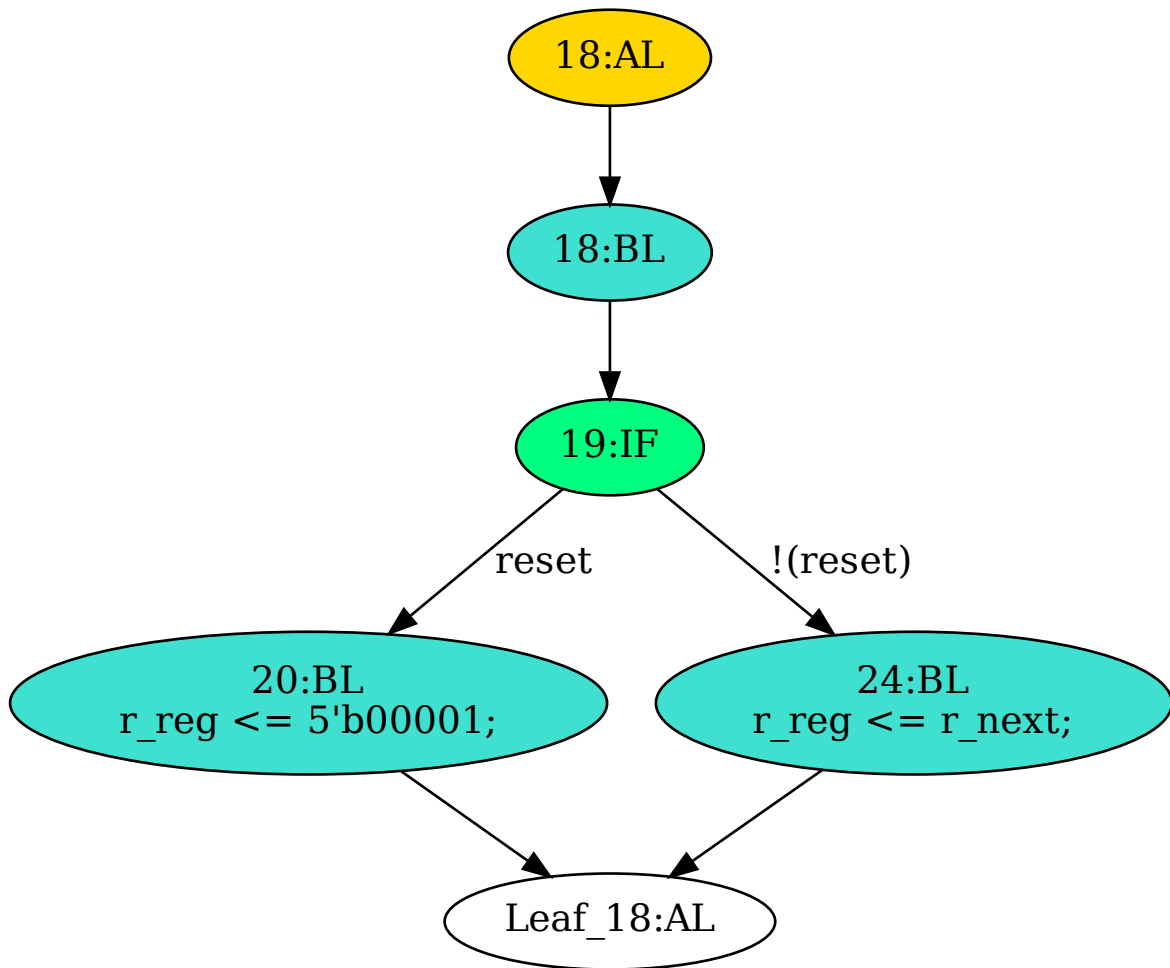 18:AL
18:BL
19:IF
reset
!(reset)
20:BL
r_reg <= 5'b00001;
24:BL
r_reg <= r_next;
Leaf_18:AL